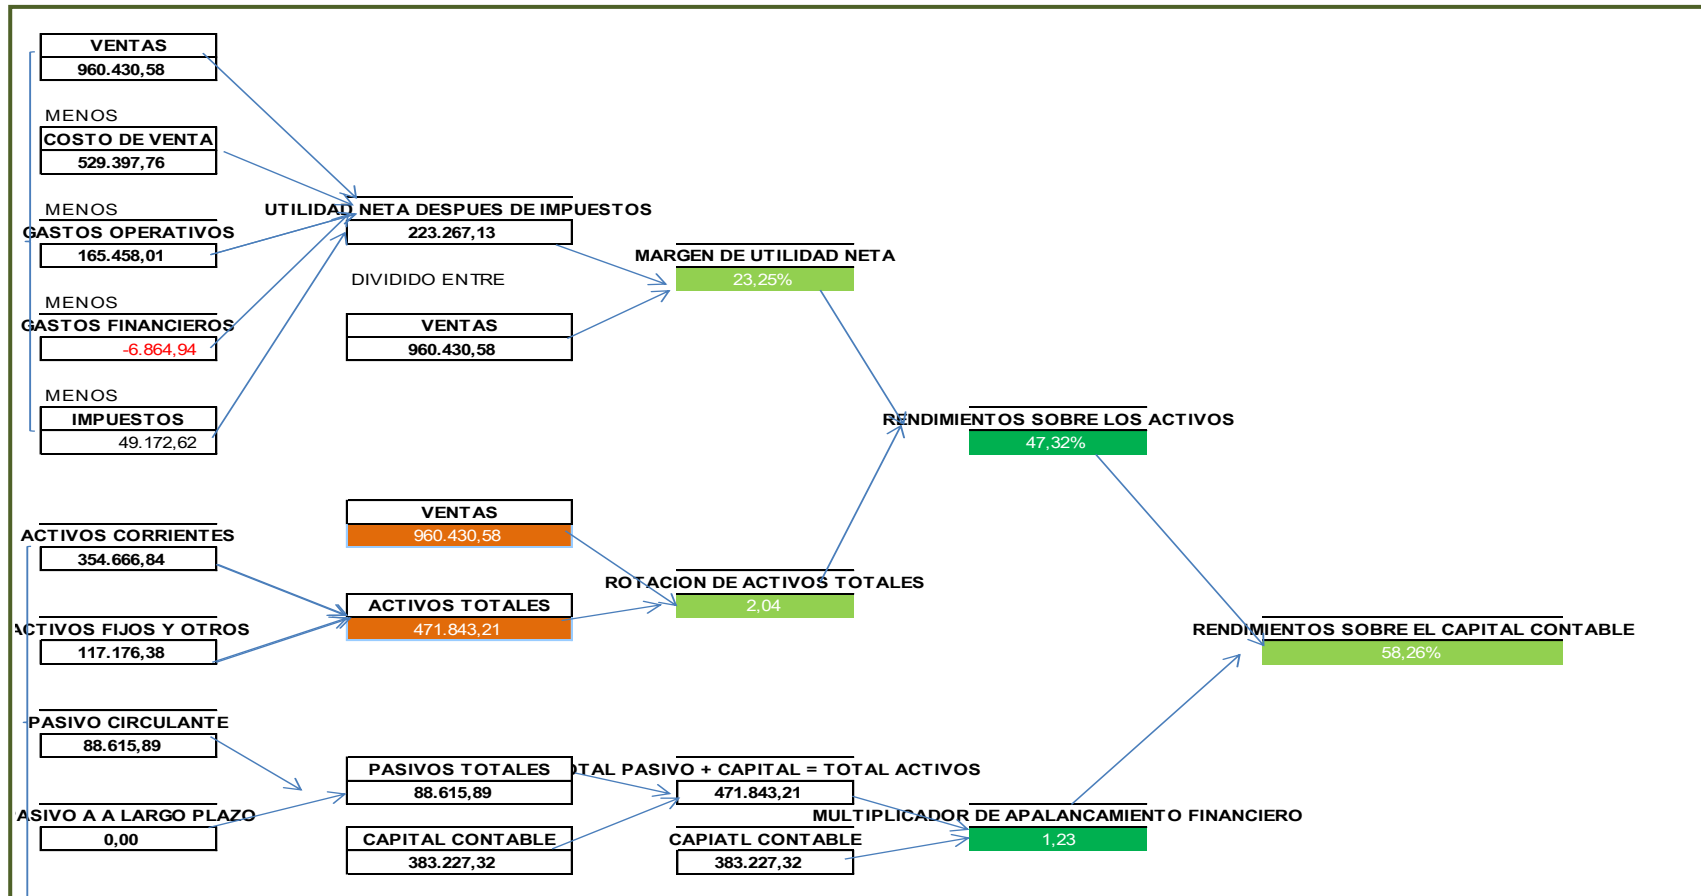 VENTAS
960.430,58
MENOS
COSTO DE VENTA
529.397,76
MENOS
GASTOS OPERATIVOS
165.458,01
MENOS
GASTOS FINANCIEROS
-6.864,94
MENOS
IMPUESTOS
49.172,62
UTILIDAD NETA DESPUES DE IMPUESTOS
223.267,13
DIVIDIDO ENTRE
VENTAS
960.430,58
MARGEN DE UTILIDAD NETA
23,25%
RENDIMIENTOS SOBRE LOS ACTIVOS
47,32%
ACTIVOS CORRIENTES
354.666,84
ACTIVOS FIJOS Y OTROS
117.176,38
VENTAS
960.430,58
ACTIVOS TOTALES
471.843,21
ROTACION DE ACTIVOS TOTALES
2,04
RENDIMIENTOS SOBRE EL CAPITAL CONTABLE
58,26%
PASIVO CIRCULANTE
88.615,89
ASIVO A A LARGO PLAZO
0,00
PASIVOS TOTALES
88.615,89
CAPITAL CONTABLE
383.227,32
OTAL PASIVO + CAPITAL = TOTAL ACTIVOS
471.843,21
CAPIATL CONTABLE
383.227,32
MULTIPLICADOR DE APALANCAMIENTO FINANCIERO
1,23